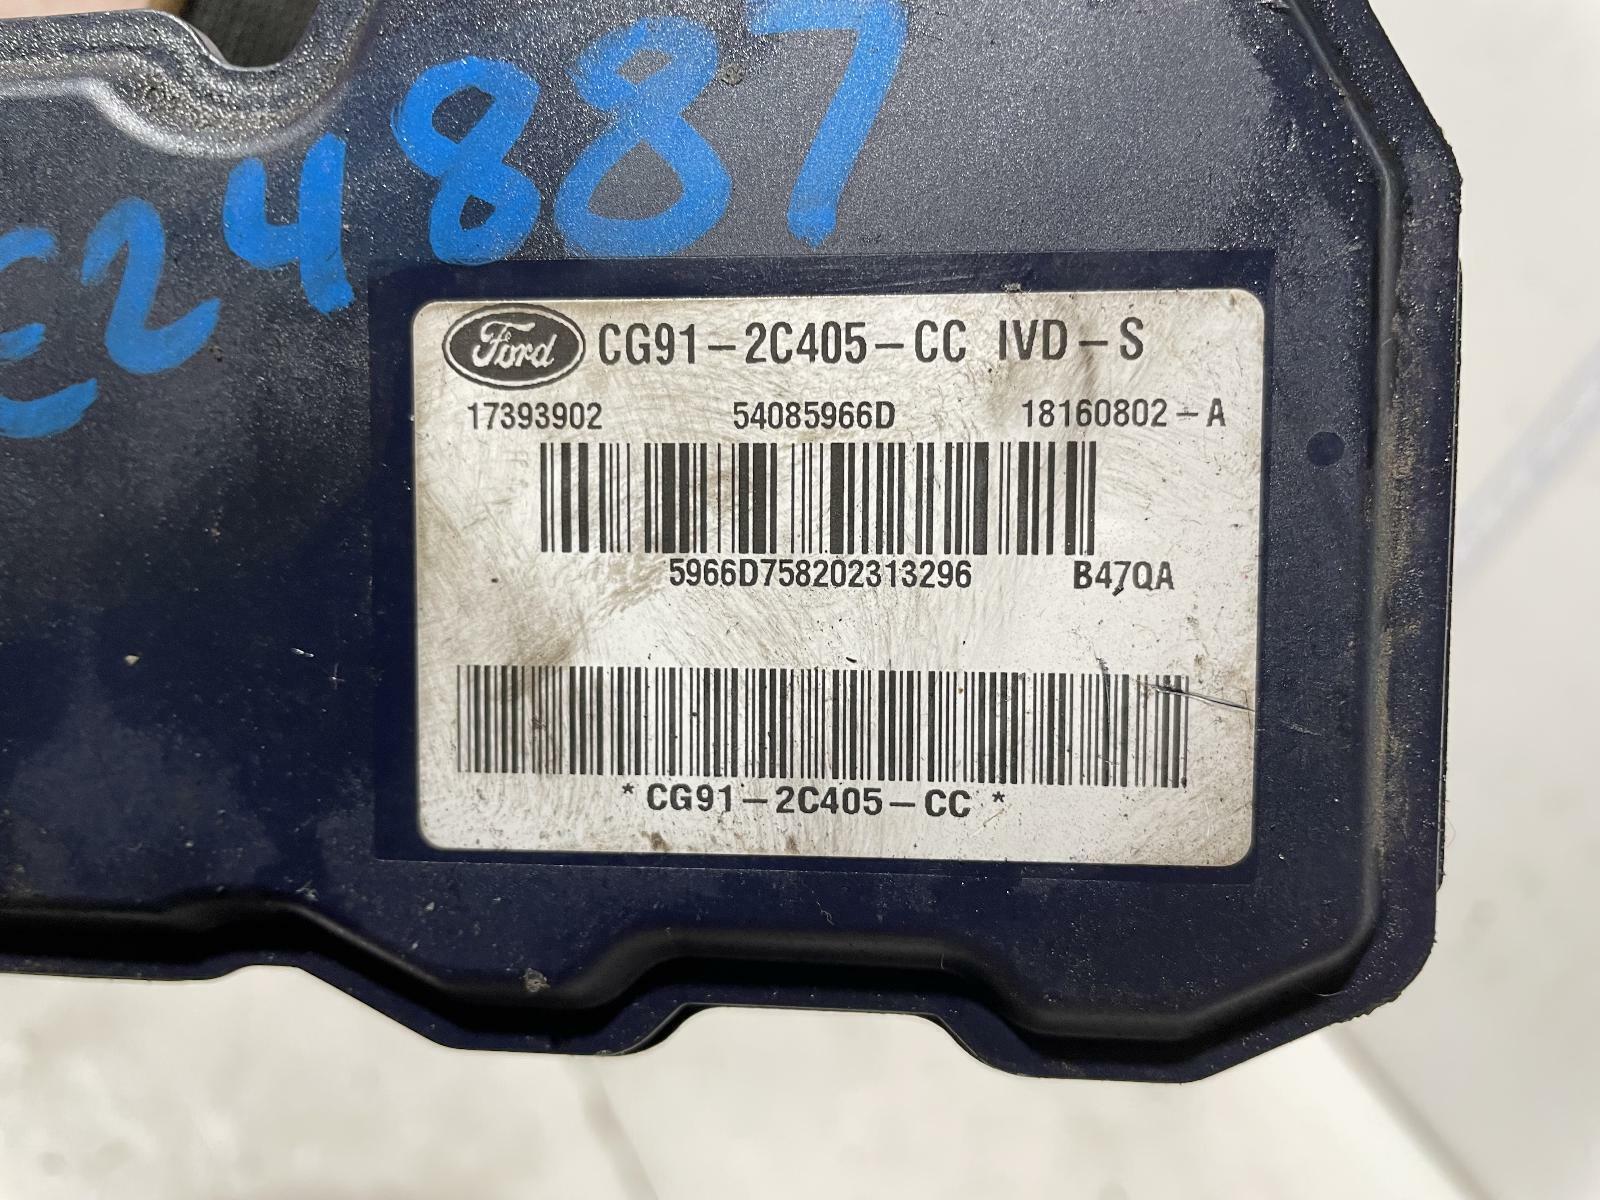 E24887
Ford CG91-2C405-CC IVD-S
17393902 54085966D 18160802-A
5966D758202313296 B47QA
*CG91-2C405-CC*